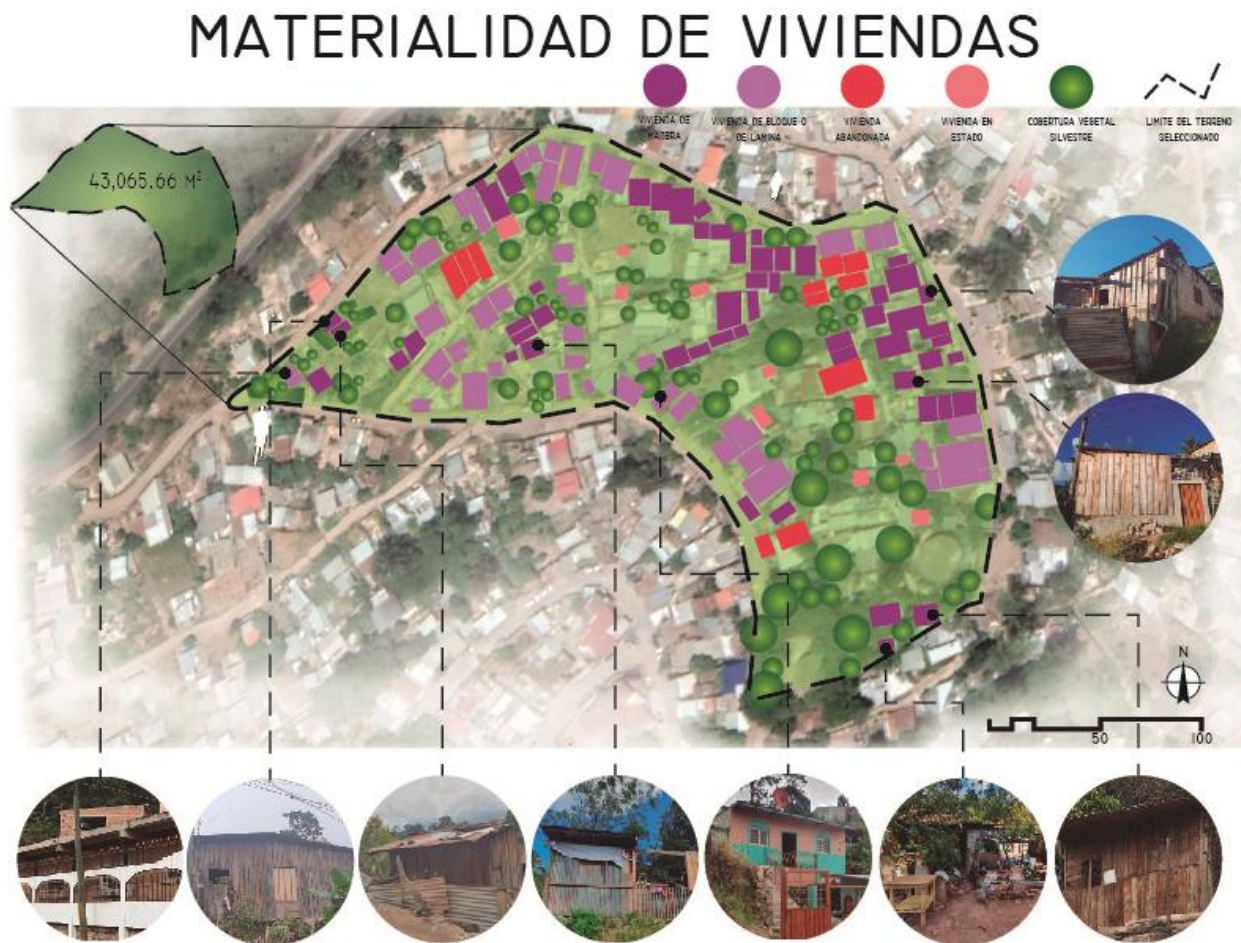 MATERIALIDAD DE VIVIENDAS
VIVIENDA DE
MATERA
VIVIENDA DE BLOQUE O
DE LAMINA
VIVIENDA
ABANDONADA
VIVIENDA EN
ESTADO
COBERTURA VEGETAL
SILVESTRE
LIMITE DEL TERRENO
SELECCIONADO
43,065.66 M²
N
50
100